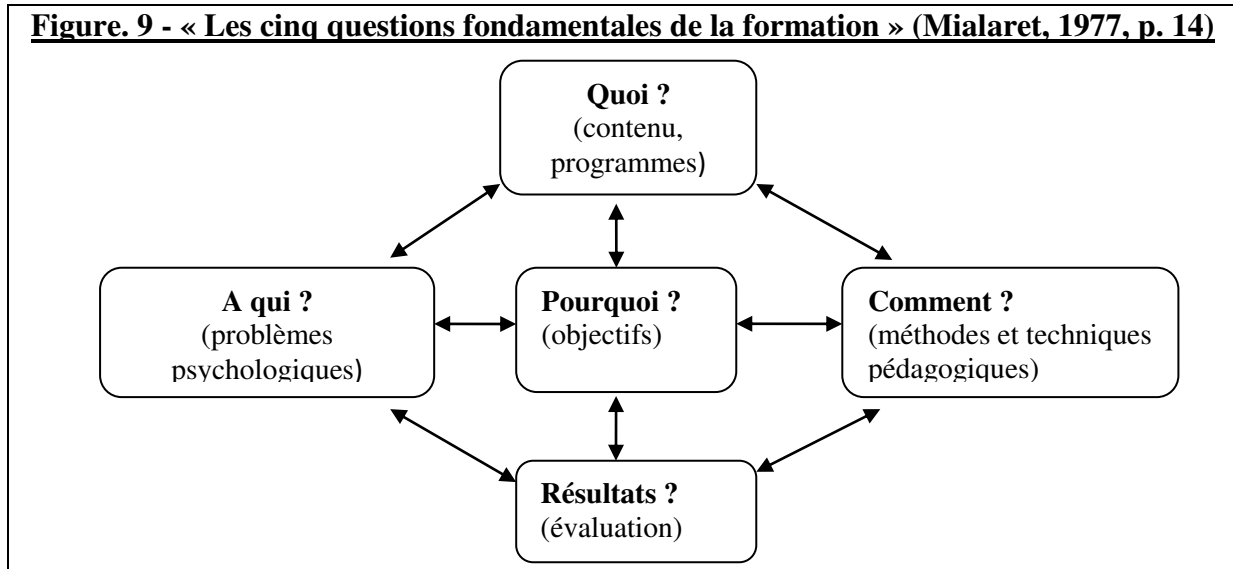 Figure. 9 - « Les cinq questions fondamentales de la formation » (Mialaret, 1977, p. 14)
Quoi ?
(contenu,
programmes)
A qui ?
(problèmes
psychologiques)
Pourquoi ?
(objectifs)
Comment ?
(méthodes et techniques
pédagogiques)
Résultats ?
(évaluation)